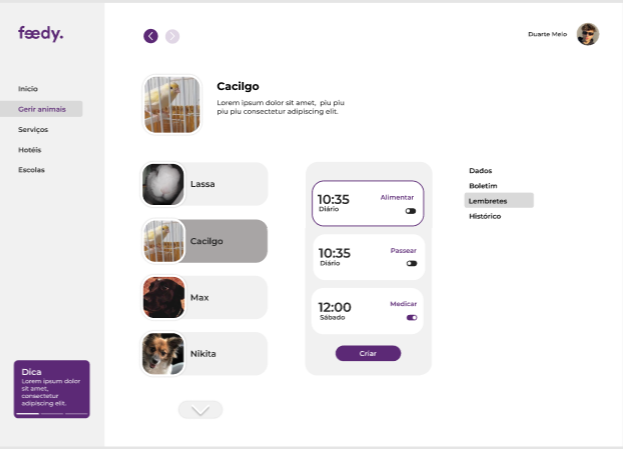 fædy.
Duarte Melo
Inicio
Gerir animais
Serviços
Hotéis
Escolas
Cacilgo
Lorem ipsum dolor sit amet, piu piu
piu piu consectetur adipiscing elit.
Lassa
Cacilgo
Max
Nikita
10:35
Alimentar
Diário
10:35
Passear
Diário
12:00
Medicar
Sábado
Criar
Dados
Boletim
Lembretes
Histórico
Dica
Lorem ipsum dolor
sit amet,
consectetur
adipiscing elit.